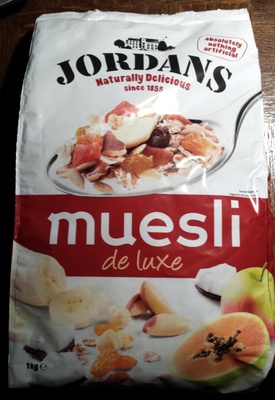 JORDANS
absolutely
nothing
artificial
Naturally Delicious
since 1855
muesli
de luxe
1kg e